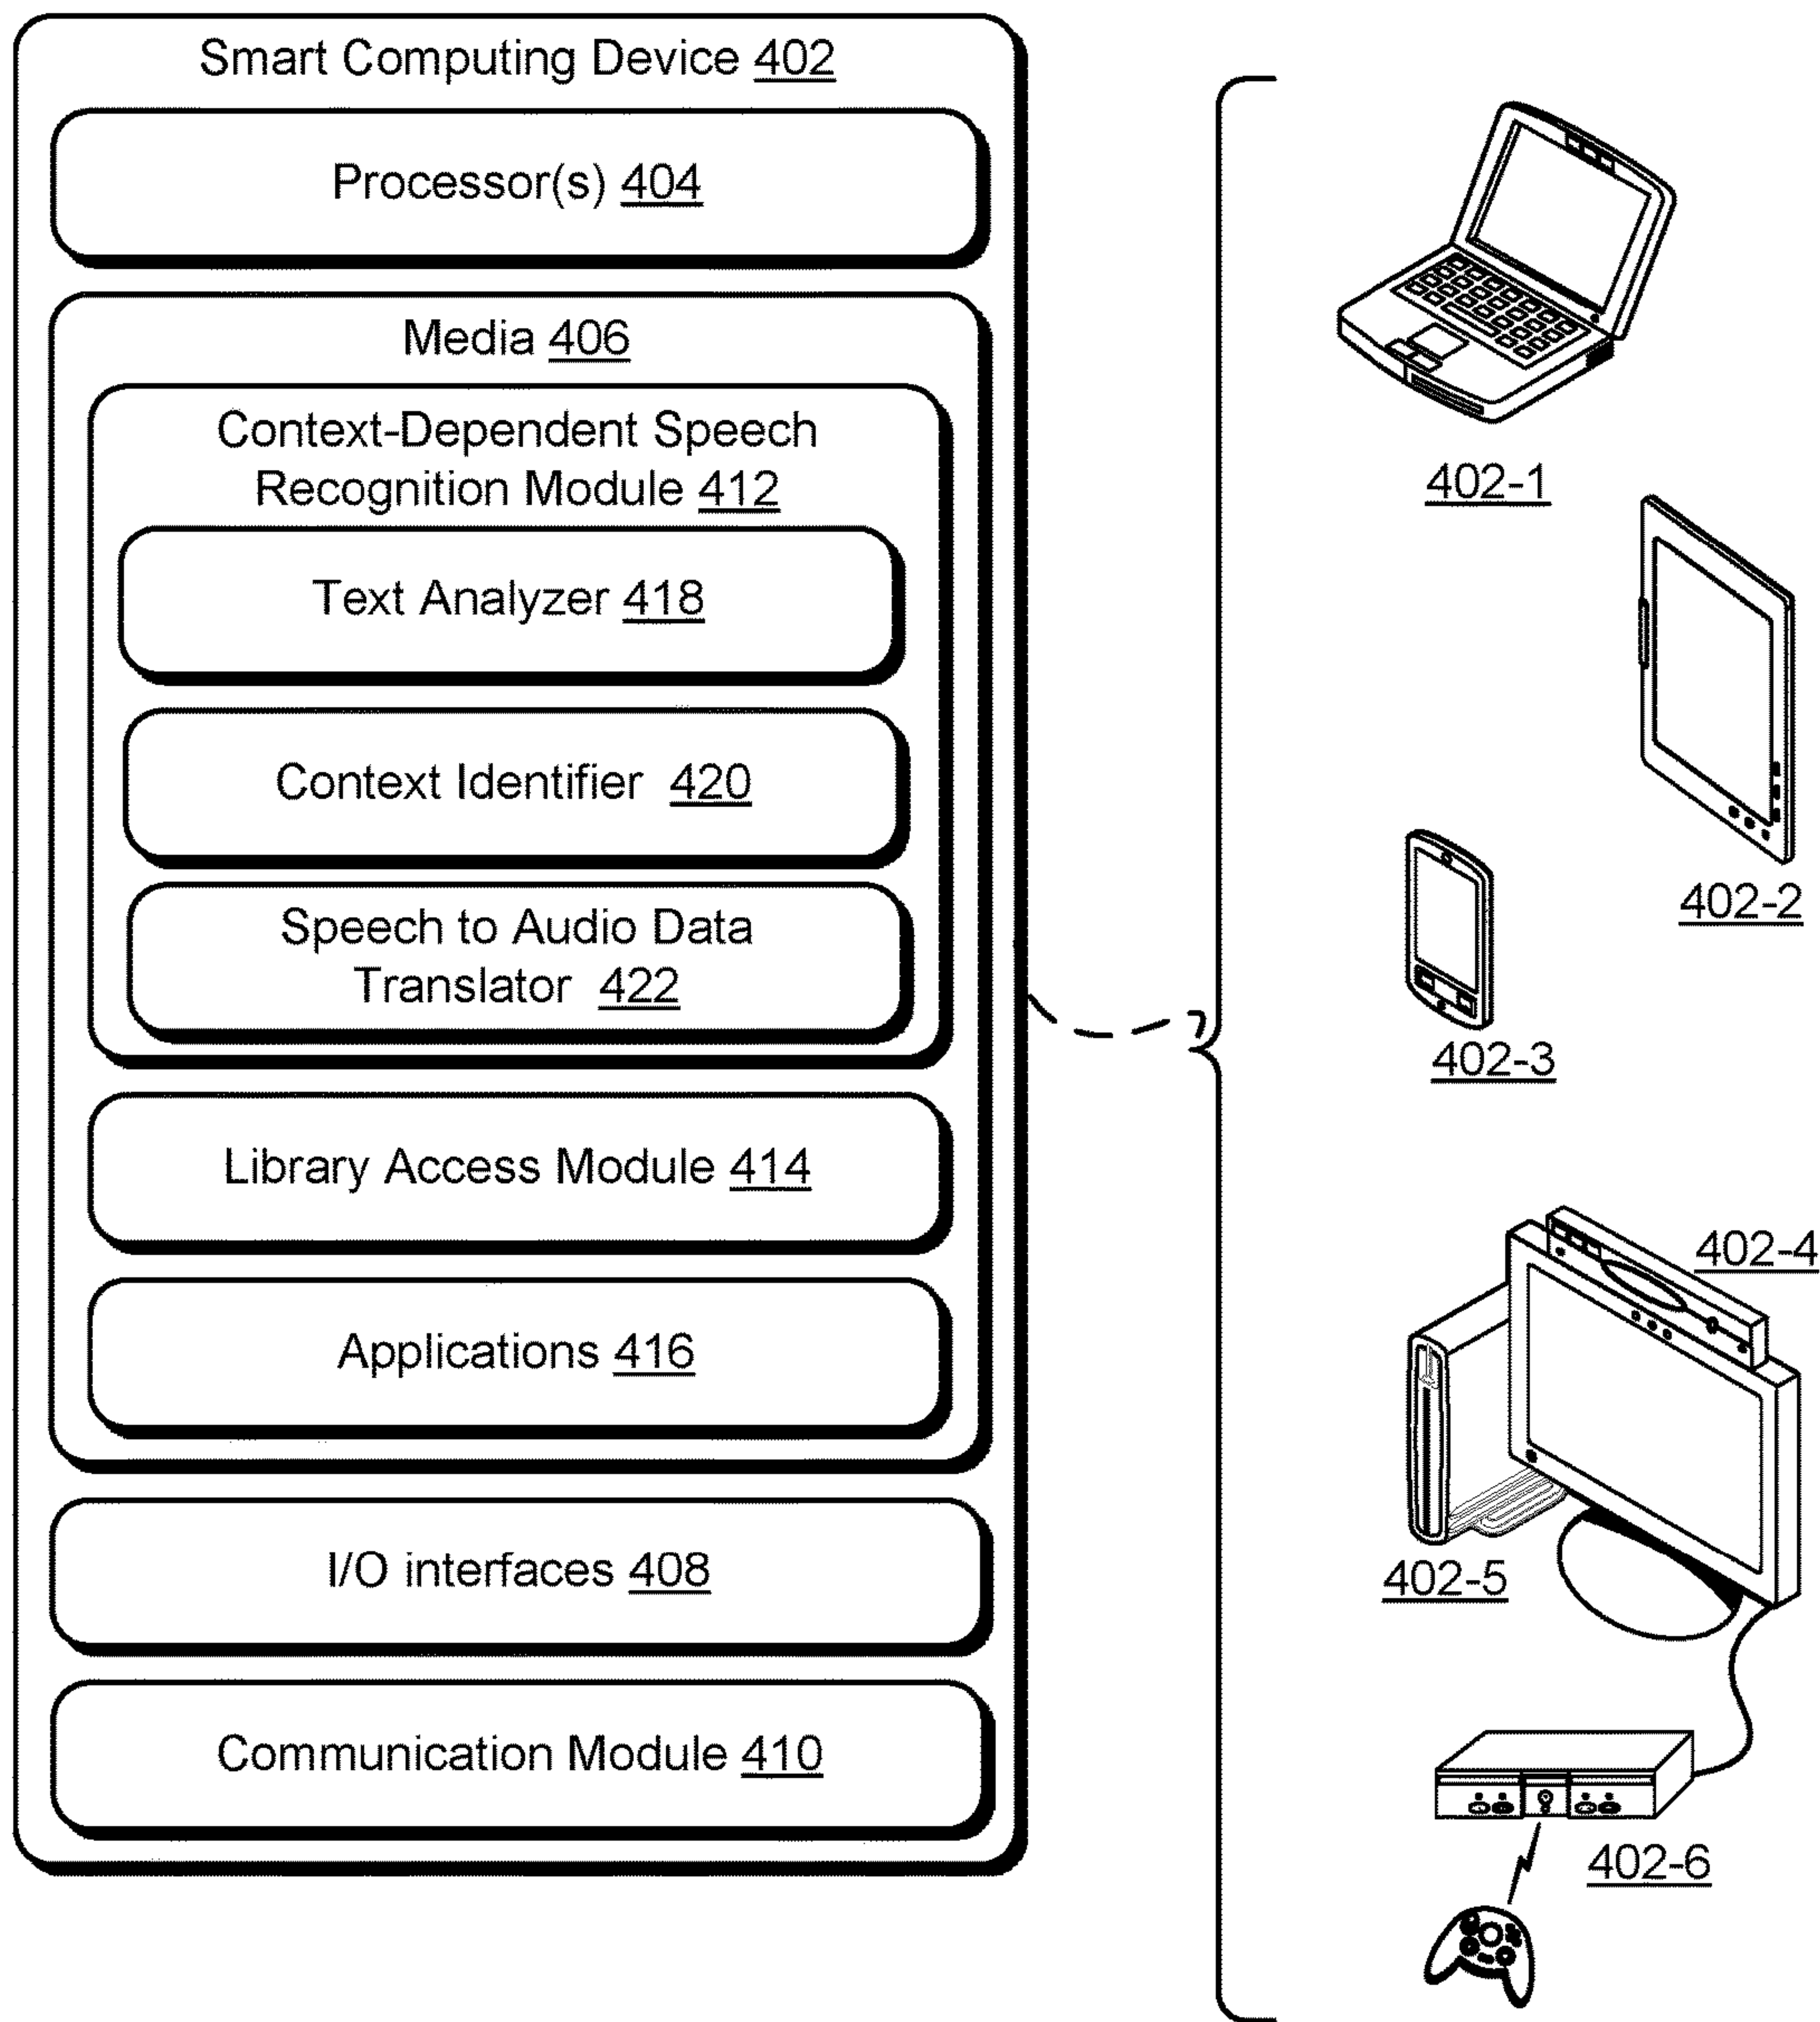 Smart Computing Device 402
Processor(s) 404
Media 406
Context-Dependent Speech
Recognition Module 412
Text Analyzer 418
Context Identifier 420
Speech to Audio Data
Translator 422
Library Access Module 414
Applications 416
I/O interfaces 408
Communication Module 410
402-1
402-2
402-3
402-4
402-5
402-6